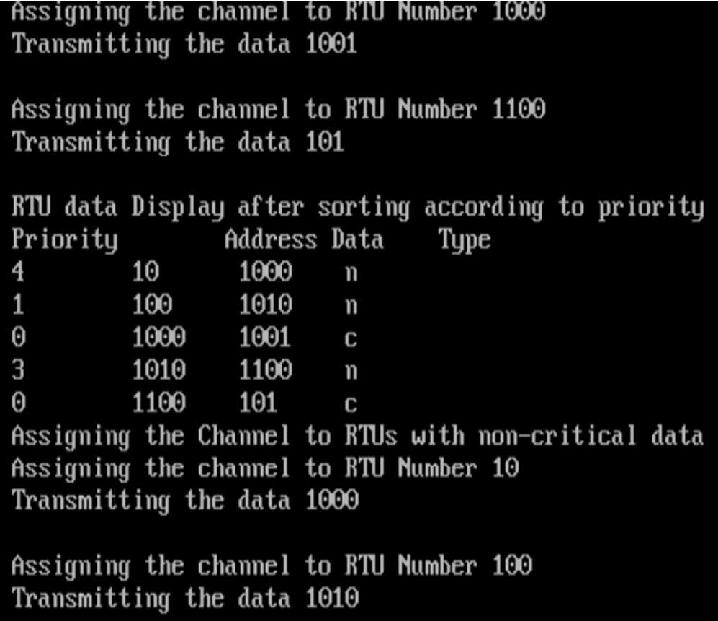 Assigning the channel to RTU Number 1000
Transmitting the data 1001
Assigning the channel to RTU Number 1100
Transmitting the data 101
RTU data Display after sorting according to priority
Priority Address Data Type
4 10 1000 n
1 100 1010 n
0 1000 1001 c
3 1010 1100 n
0 1100 101 c
Assigning the Channel to RTUs with non-critical data
Assigning the channel to RTU Number 10
Transmitting the data 1000
Assigning the channel to RTU Number 100
Transmitting the data 1010